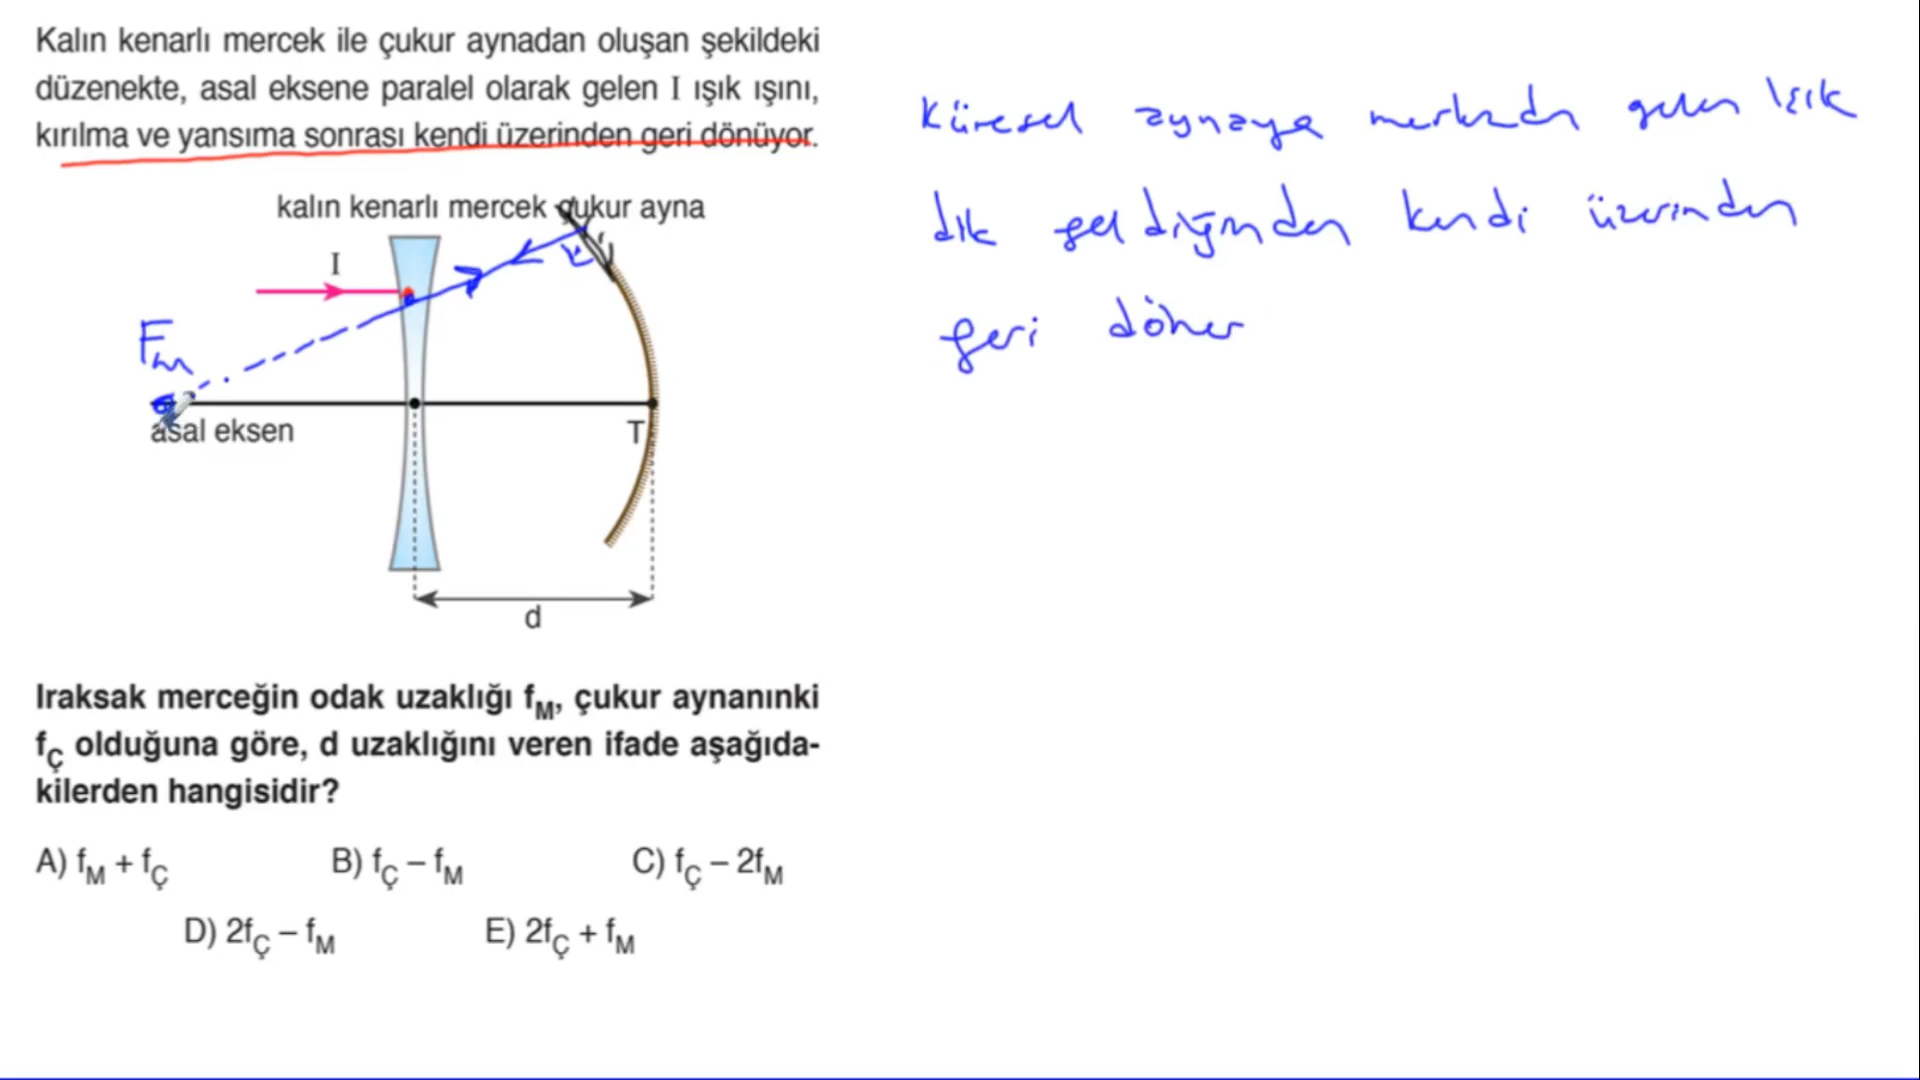 Kalın kenarlı mercek ile çukur aynadan oluşan şekildeki
düzenekte, asal eksene paralel olarak gelen I ışık ışını,
kırılma ve yansıma sonrası kendi üzerinden geri dönüyor.
kalın kenarlı mercek çukur ayna
I
Fm
asal eksen
T
d
Iraksak merceğin odak uzaklığı fM, çukur aynanınki
fÇ olduğuna göre, d uzaklığını veren ifade aşağıda-
kilerden hangisidir?
A) fM + fÇ B) fÇ – fM C) fÇ – 2fM
D) 2fÇ – fM E) 2fÇ + fM
Küresel aynaya merkezden gelen ışık
dik geldiğinden kendi üzerinden
geri döner